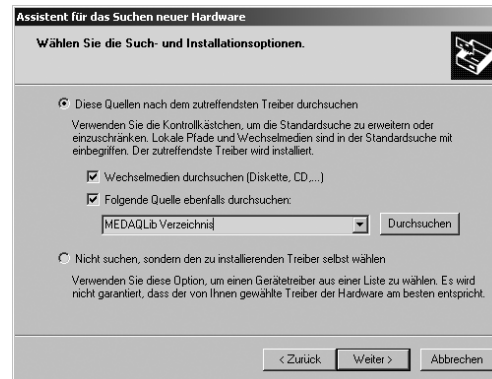 Assistent für das Suchen neuer Hardware
Wählen Sie die Such- und Installationsoptionen.
Diese Quellen nach dem zutreffendsten Treiber durchsuchen
Verwenden Sie die Kontrollkästchen, um die Standardsuche zu erweitern oder
einzuschränken. Lokale Pfade und Wechselmedien sind in der Standardsuche mit
einbegriffen. Der zutreffendste Treiber wird installiert.
Wechselmedien durchsuchen (Diskette, CD,...)
Folgende Quelle ebenfalls durchsuchen:
MEDAQLib Verzeichnis
Durchsuchen
Nicht suchen, sondern den zu installierenden Treiber selbst wählen
Verwenden Sie diese Option, um einen Gerätetreiber aus einer Liste zu wählen. Es wird
nicht garantiert, dass der von Ihnen gewählte Treiber der Hardware am besten entspricht.
< Zurück
Weiter >
Abbrechen